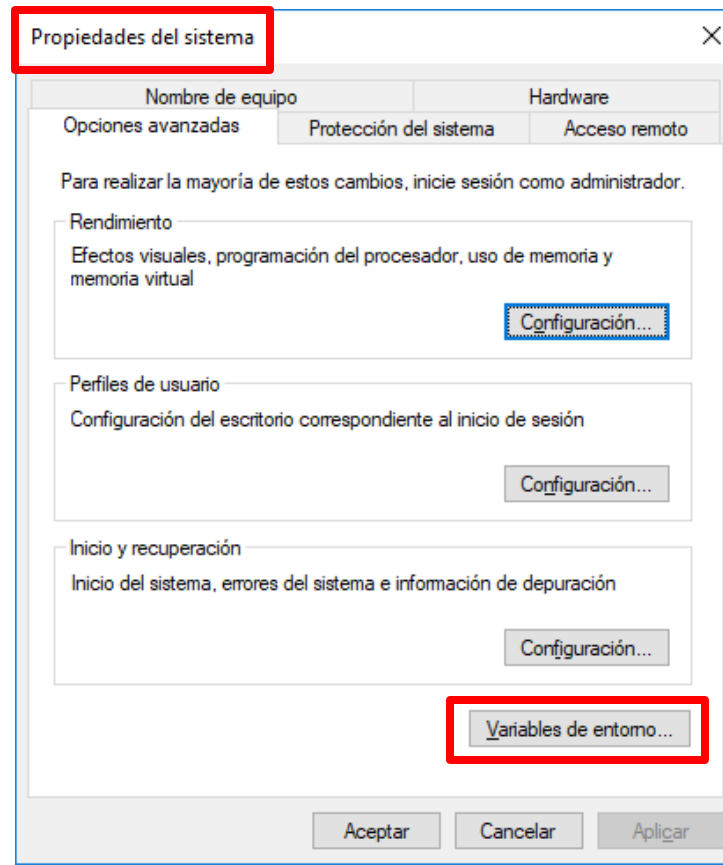 Propiedades del sistema
Nombre de equipo
Hardware
Opciones avanzadas
Protección del sistema
Acceso remoto
Para realizar la mayoría de estos cambios, inicie sesión como administrador.
Rendimiento
Efectos visuales, programación del procesador, uso de memoria y
memoria virtual
Configuración...
Perfiles de usuario
Configuración del escritorio correspondiente al inicio de sesión
Configuración...
Inicio y recuperación
Inicio del sistema, errores del sistema e información de depuración
Configuración...
Variables de entorno...
Aceptar
Cancelar
Aplicar